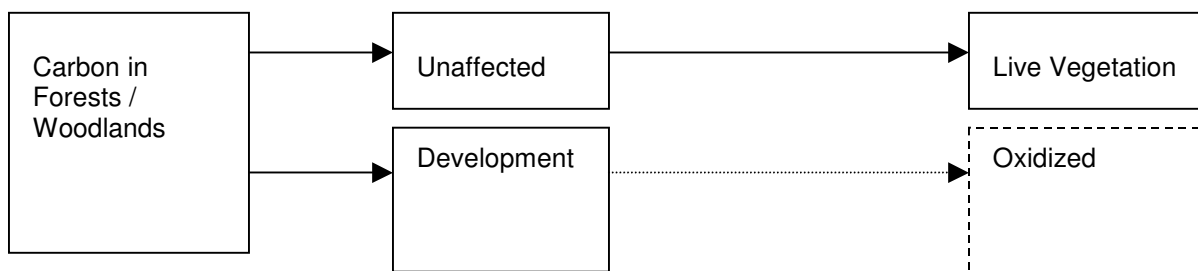 Carbon in
Forests /
Woodlands
Unaffected
Live Vegetation
Development
Oxidized